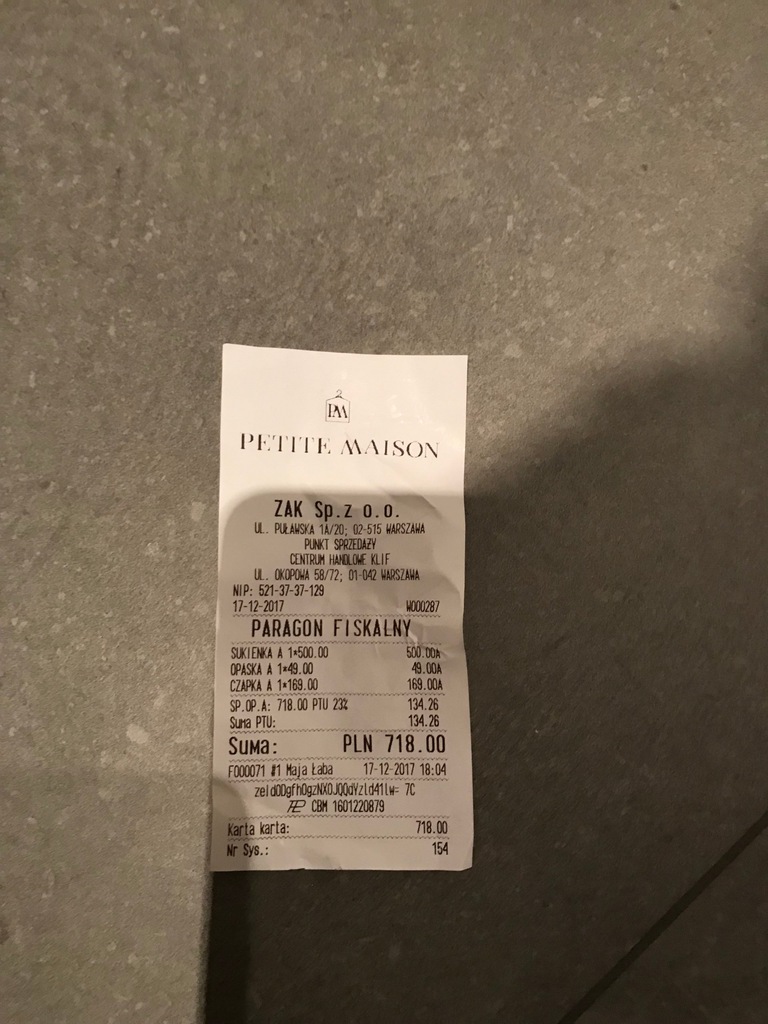 PM
PETITE MAISON
ZAK Sp.z o.o.
UL. PUŁAWSKA 1A/20; 02-515 WARSZAWA
PUNKT SPRZEDAŻY
CENTRUM HANDLOWE KLIF
UL. OKOPOWA 58/72; 01-042 WARSZAWA
NIP: 521-37-37-129
17-12-2017 W000287
PARAGON FISKALNY
SUKIENKA A 1*500.00 500.00A
OPASKA A 1*49.00 49.00A
CZAPKA A 1*169.00 169.00A
SP.OP.A: 718.00 PTU 23% 134.26
Suma PTU: 134.26
Suma: PLN 718.00
F000071 #1 Maja Łaba 17-12-2017 18:04
7C
CBM 1601220879
Karta karta: 718.00
Nr Sys.: 154